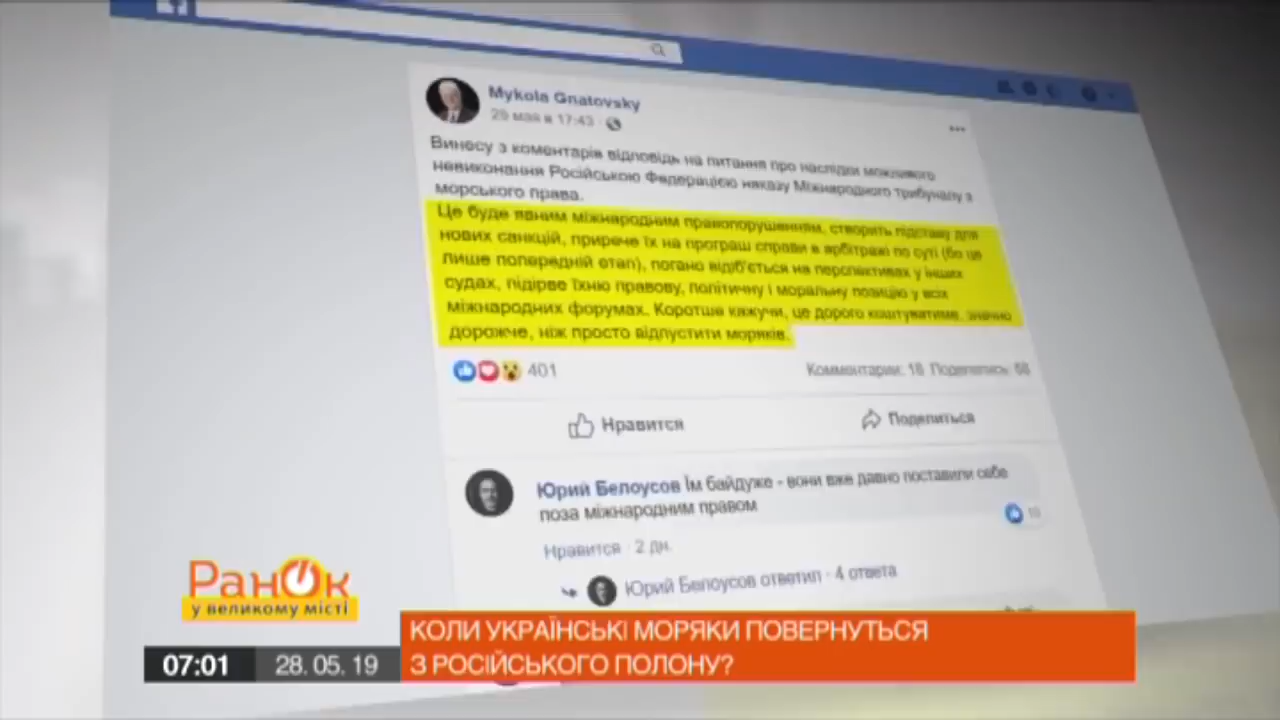 Mykola Gnatovsky
в 17:43
Винесу з коментарів відповідь на питання про наслідки можливого
невиконання Російською Федерацією наказу Міжнародного трибуналу з
морського права.
Це буде явним міжнародним правопорушенням, створить підставу для
нових санкцій, приречe їх на програш справи в арбітражі по суті (бо це
лише попередній етап), погано відіб'ється на перспективах у інших
судах, підірве їхню правову, політичну і моральну позицію у всіх
міжнародних форумах. Коротше кажучи, це дорого коштуватиме, значно
дорожче, ніж просто відпустити моряків.
401
Комментарии: 18 Поделились: 68
Нравится
Поделиться
Юрий Белоусов Їм байдуже - вони вже давно поставили себе
поза міжнародним правом
Нравится · 2 дн.
Юрий Белоусов ответил · 4 ответа
РанОк
у великому місті
КОЛИ УКРАЇНСЬКІ МОРЯКИ ПОВЕРНУТЬСЯ
З РОСІЙСЬКОГО ПОЛОНУ?
07:01 28.05.19